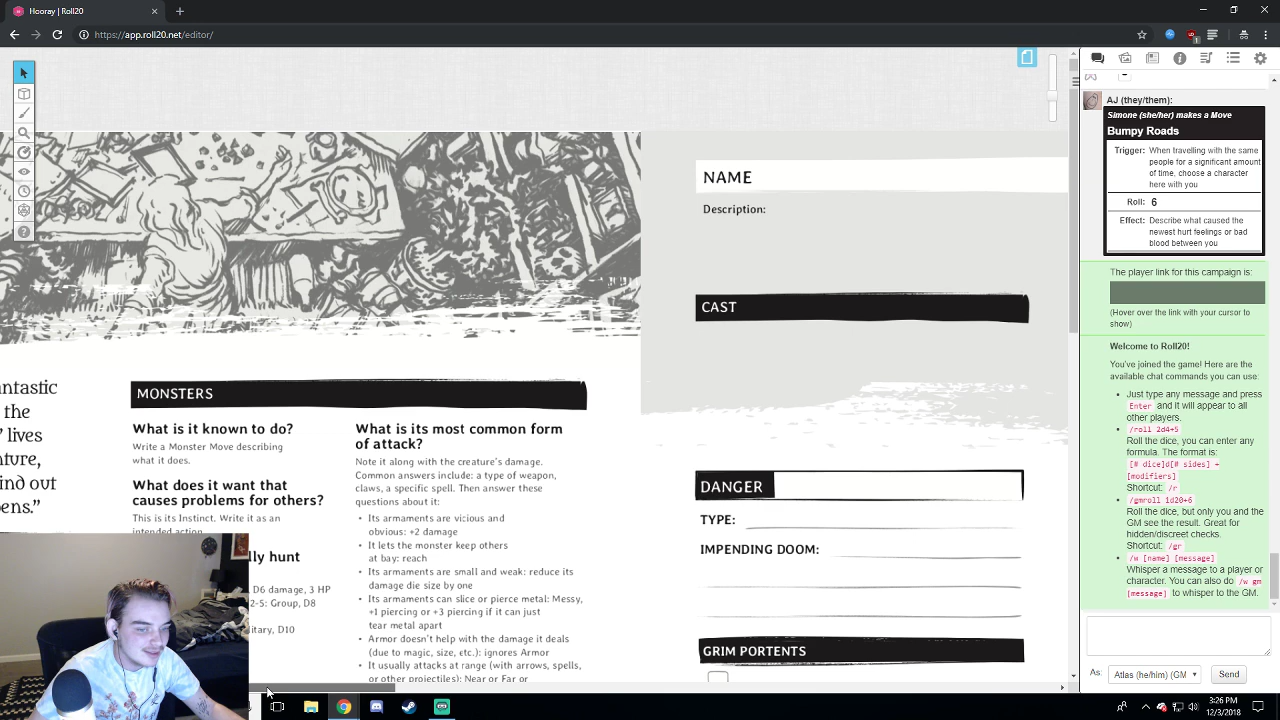 Hooray | Roll20
https://app.roll20.net/editor/
antastic
the
” lives
nture,
ind out
pens.”
MONSTERS
What is it known to do?
Write a Monster Move describing
what it does.
What does it want that
causes problems for others?
This is its Instinct. Write it as an
intended action.
lly hunt
D6 damage, 3 HP
2-5: Group, D8
litary, D10
What is its most common form
of attack?
Note it along with the creature’s damage.
Common answers include: a type of weapon,
claws, a specific spell. Then answer these
questions about it:
• Its armaments are vicious and
obvious: +2 damage
• It lets the monster keep others
at bay: reach
• Its armaments are small and weak: reduce its
damage die size by one
• Its armaments can slice or pierce metal: Messy,
+1 piercing or +3 piercing if it can just
tear metal apart
• Armor doesn’t help with the damage it deals
(due to magic, size, etc.): ignores Armor
• It usually attacks at range (with arrows, spells,
or other projectiles): Near or Far or
NAME
Description:
CAST
DANGER
TYPE:
IMPENDING DOOM:
GRIM PORTENTS
AJ (they/them):
Simone (she/her) makes a Move
Bumpy Roads
Trigger: When travelling with the same
people for a significant amount
of time, choose a character
here with you
Roll: 6
Effect: Describe what caused the
newest hurt feelings or bad
blood between you
The player link for this campaign is:
(Hover over the link with your cursor to
show)
Welcome to Roll20!
You've joined the game! Here are the
available chat commands you can use:
• Just type any message and press
Enter and it will appear to all
other players.
• /roll 2d4+5
Roll the dice, you can enter any
formula. The format is:
[# dice]d[# sides] +
[modifiers]
Shortcut: /r
• /gmroll 1d20+6
Roll the dice, but only you and the
GM see the result. Great for
hidden/discreet checks.
Shortcut: /gr
• /w [name] [message]
Whisper a message to a player or
character. You can also do /w gm
[message] to whisper to the GM.
As: Atlas (he/him) (GM Send
3:26 PM
12/3/2018